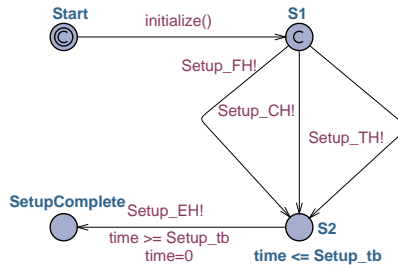 Start
initialize()
S1
C
C
Setup_FH!
Setup_CH!
Setup_TH!
SetupComplete
Setup_EH!
S2
time >= Setup_tb
time=0
time <= Setup_tb